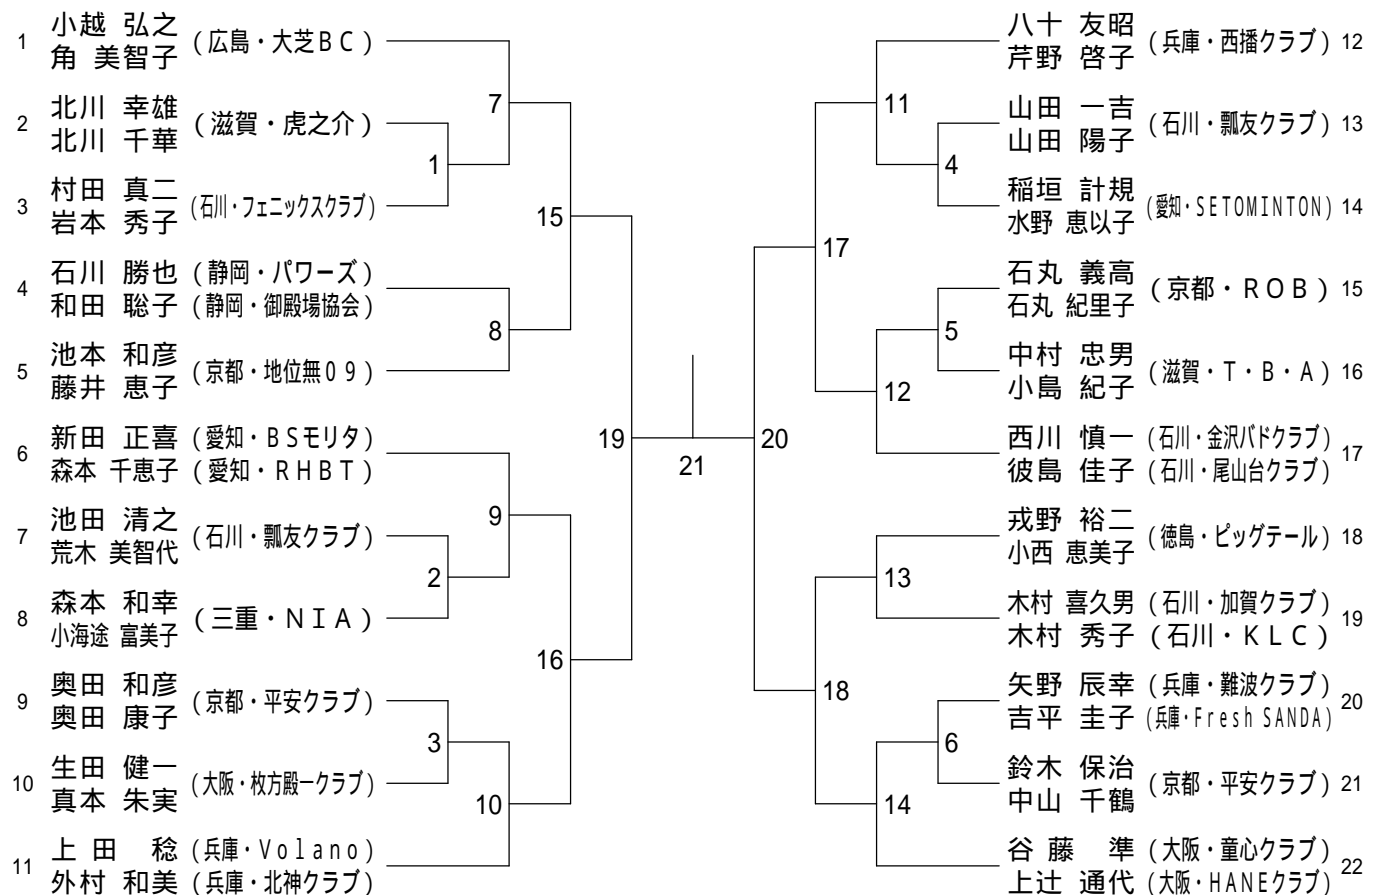 1 小越 弘之 (広島・大芝BC)
角 美智子
2 北川 幸雄 (滋賀・虎之介)
北川 千華
3 村田 真二 (石川・フェニックスクラブ)
岩本 秀子
4 石川 勝也 (静岡・パワーズ)
和田 聡子 (静岡・御殿場協会)
5 池本 和彦 (京都・地位無09)
藤井 恵子
6 新田 正喜 (愛知・BSモリタ)
森本 千恵子 (愛知・RHBT)
7 池田 清之 (石川・瓢友クラブ)
荒木 美智代
8 森本 和幸 (三重・NIA)
小海途 富美子
9 奥田 和彦 (京都・平安クラブ)
奥田 康子
10 生田 健一 (大阪・枚方殿一クラブ)
真本 朱実
11 上田 稔 (兵庫・Volano)
外村 和美 (兵庫・北神クラブ)
7
1
15
8
19
9
2
16
3
10
21
20
11
4
17
5
12
13
18
6
14
八十 友昭 (兵庫・西播クラブ) 12
芹野 啓子
山田 一吉 (石川・瓢友クラブ) 13
山田 陽子
稲垣 計規 (愛知・SETOMINTON) 14
水野 恵以子
石丸 義高 (京都・ROB) 15
石丸 紀里子
中村 忠男 (滋賀・T・B・A) 16
小島 紀子
西川 慎一 (石川・金沢バドクラブ) 17
彼島 佳子 (石川・尾山台クラブ)
戎野 裕二 (徳島・ピッグテール) 18
小西 恵美子
木村 喜久男 (石川・加賀クラブ) 19
木村 秀子 (石川・KLC)
矢野 辰幸 (兵庫・難波クラブ) 20
吉平 圭子 (兵庫・Fresh SANDA)
鈴木 保治 (京都・平安クラブ) 21
中山 千鶴
谷藤 準 (大阪・童心クラブ) 22
上辻 通代 (大阪・HANEクラブ)